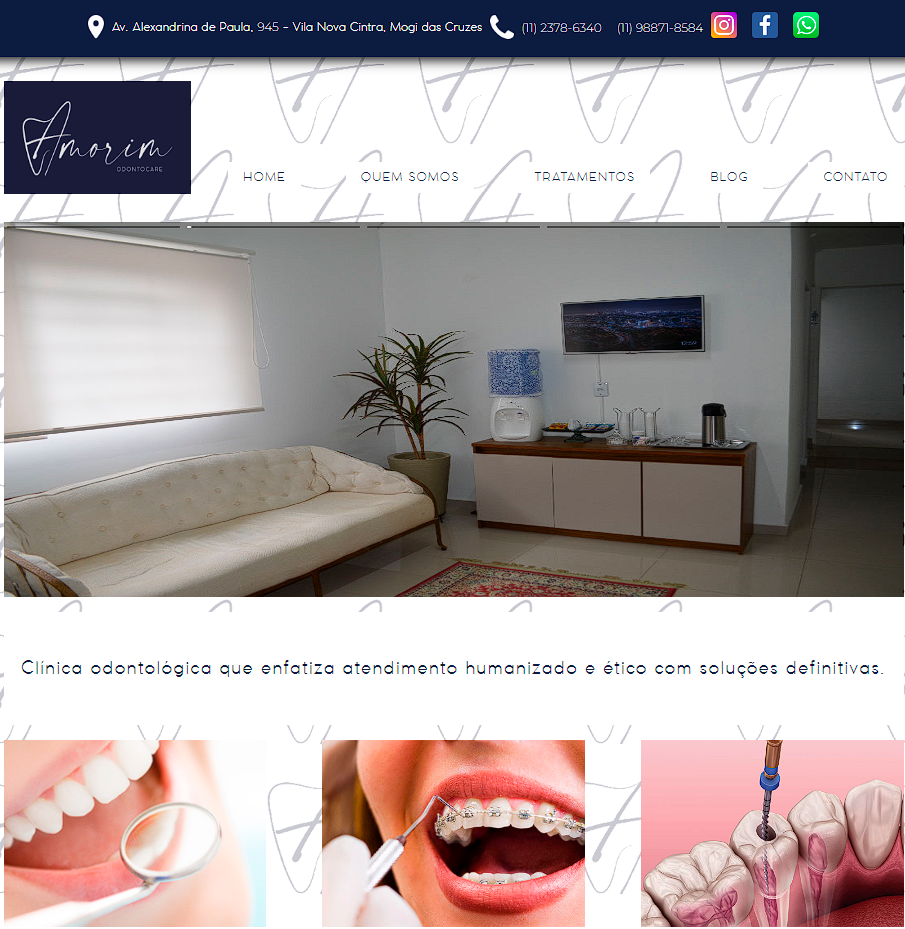 Av. Alexandrina de Paula, 945 – Vila Nova Cintra, Mogi das Cruzes (11) 2378-6340 (11) 98871-8584
Amorim
ODONTOCARE
HOME QUEM SOMOS TRATAMENTOS BLOG CONTATO
Clínica odontológica que enfatiza atendimento humanizado e ético com soluções definitivas.